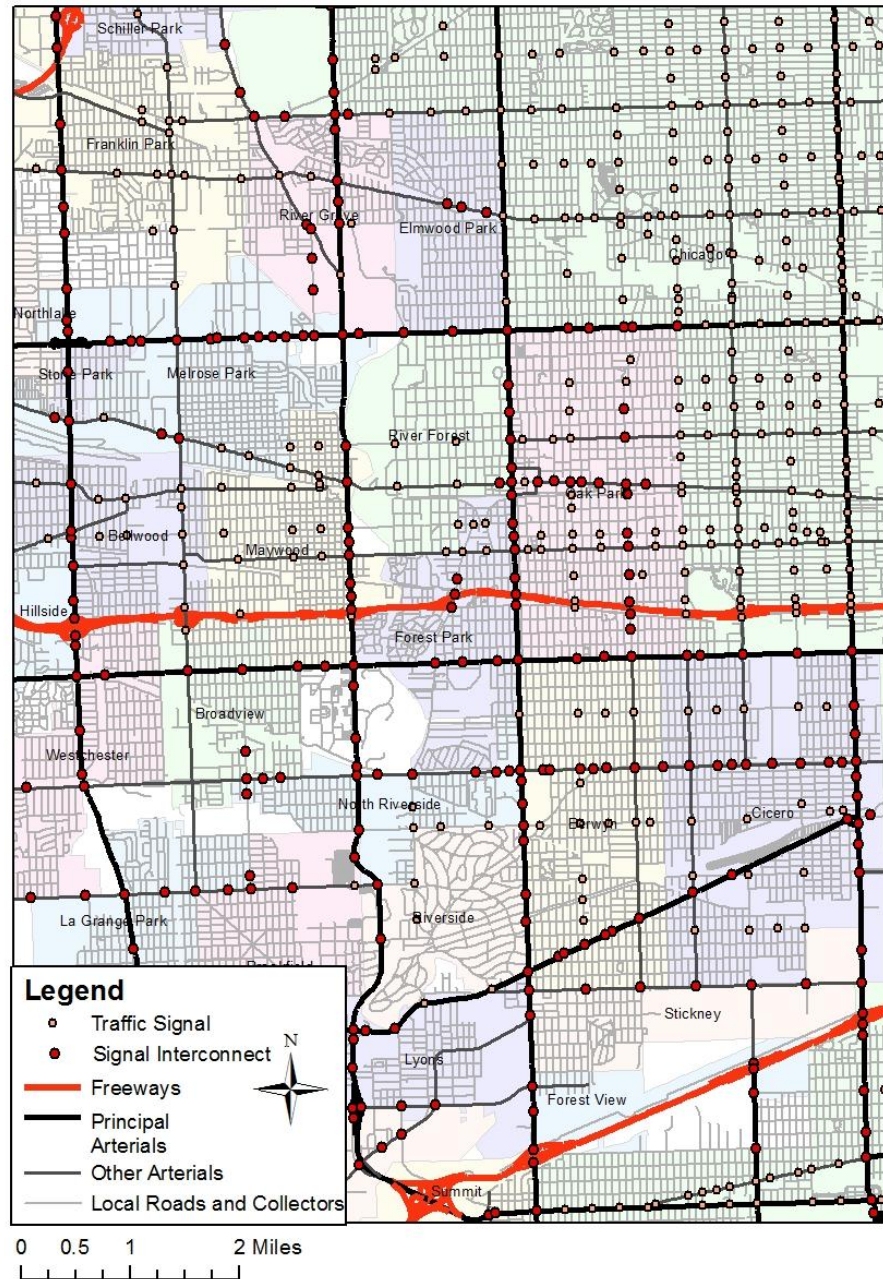 Schiller Park
Franklin Park
River Grove
Elmwood Park
Chicago
Northlake
Stone Park
Melrose Park
River Forest
Oak Park
Bellwood
Maywood
Hillside
Forest Park
Broadview
Westchester
North Riverside
Berwyn
Cicero
La Grange Park
Riverside
Brookfield
Stickney
Lyons
Forest View
Summit
Legend
Traffic Signal
Signal Interconnect
N
Freeways
Principal
Arterials
Other Arterials
Local Roads and Collectors
0 0.5 1 2 Miles